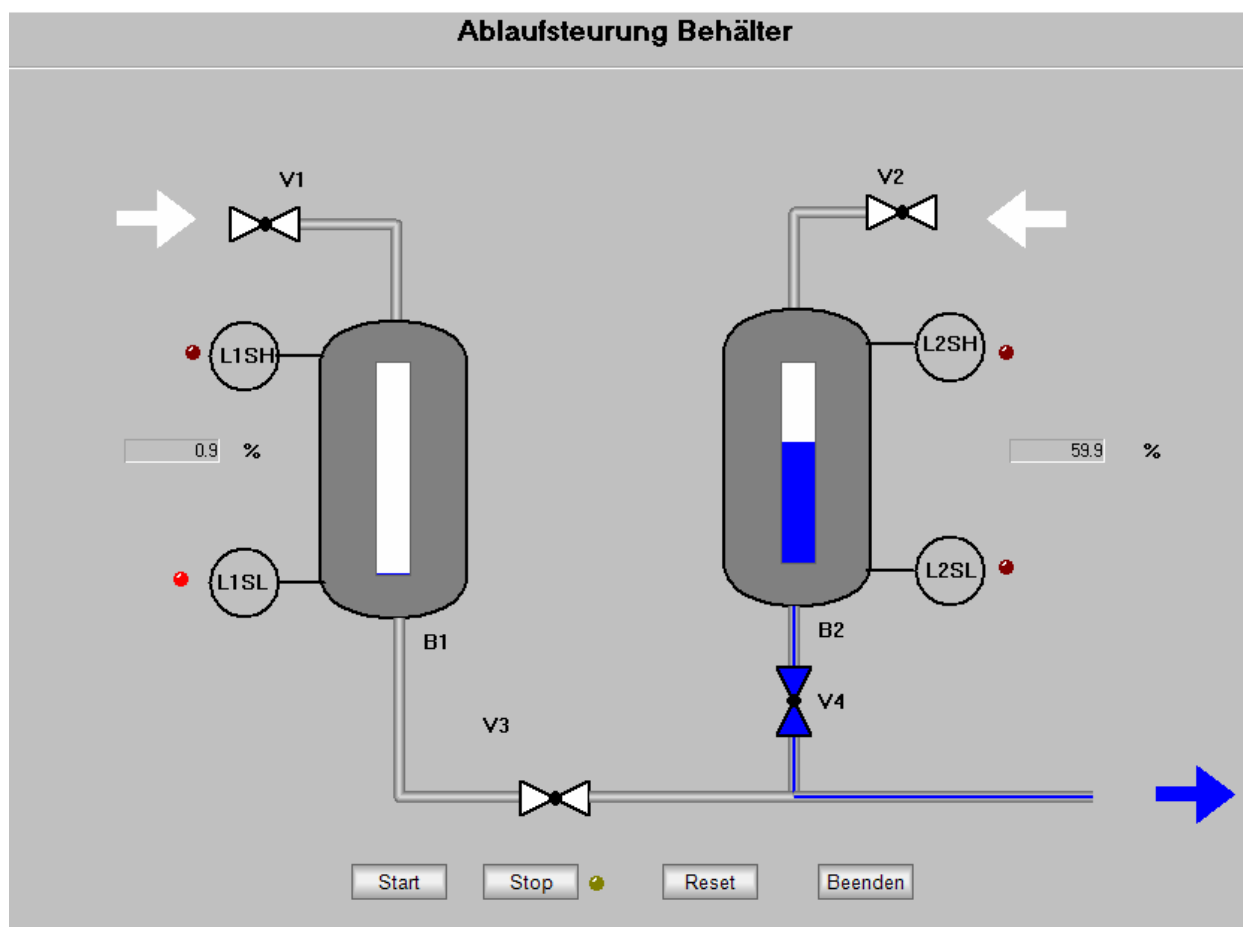 Ablaufsteurung Behälter
V1
V2
L1SH
L2SH
0.9 %
59.9 %
L1SL
L2SL
B1
B2
V4
V3
Start
Stop
Reset
Beenden